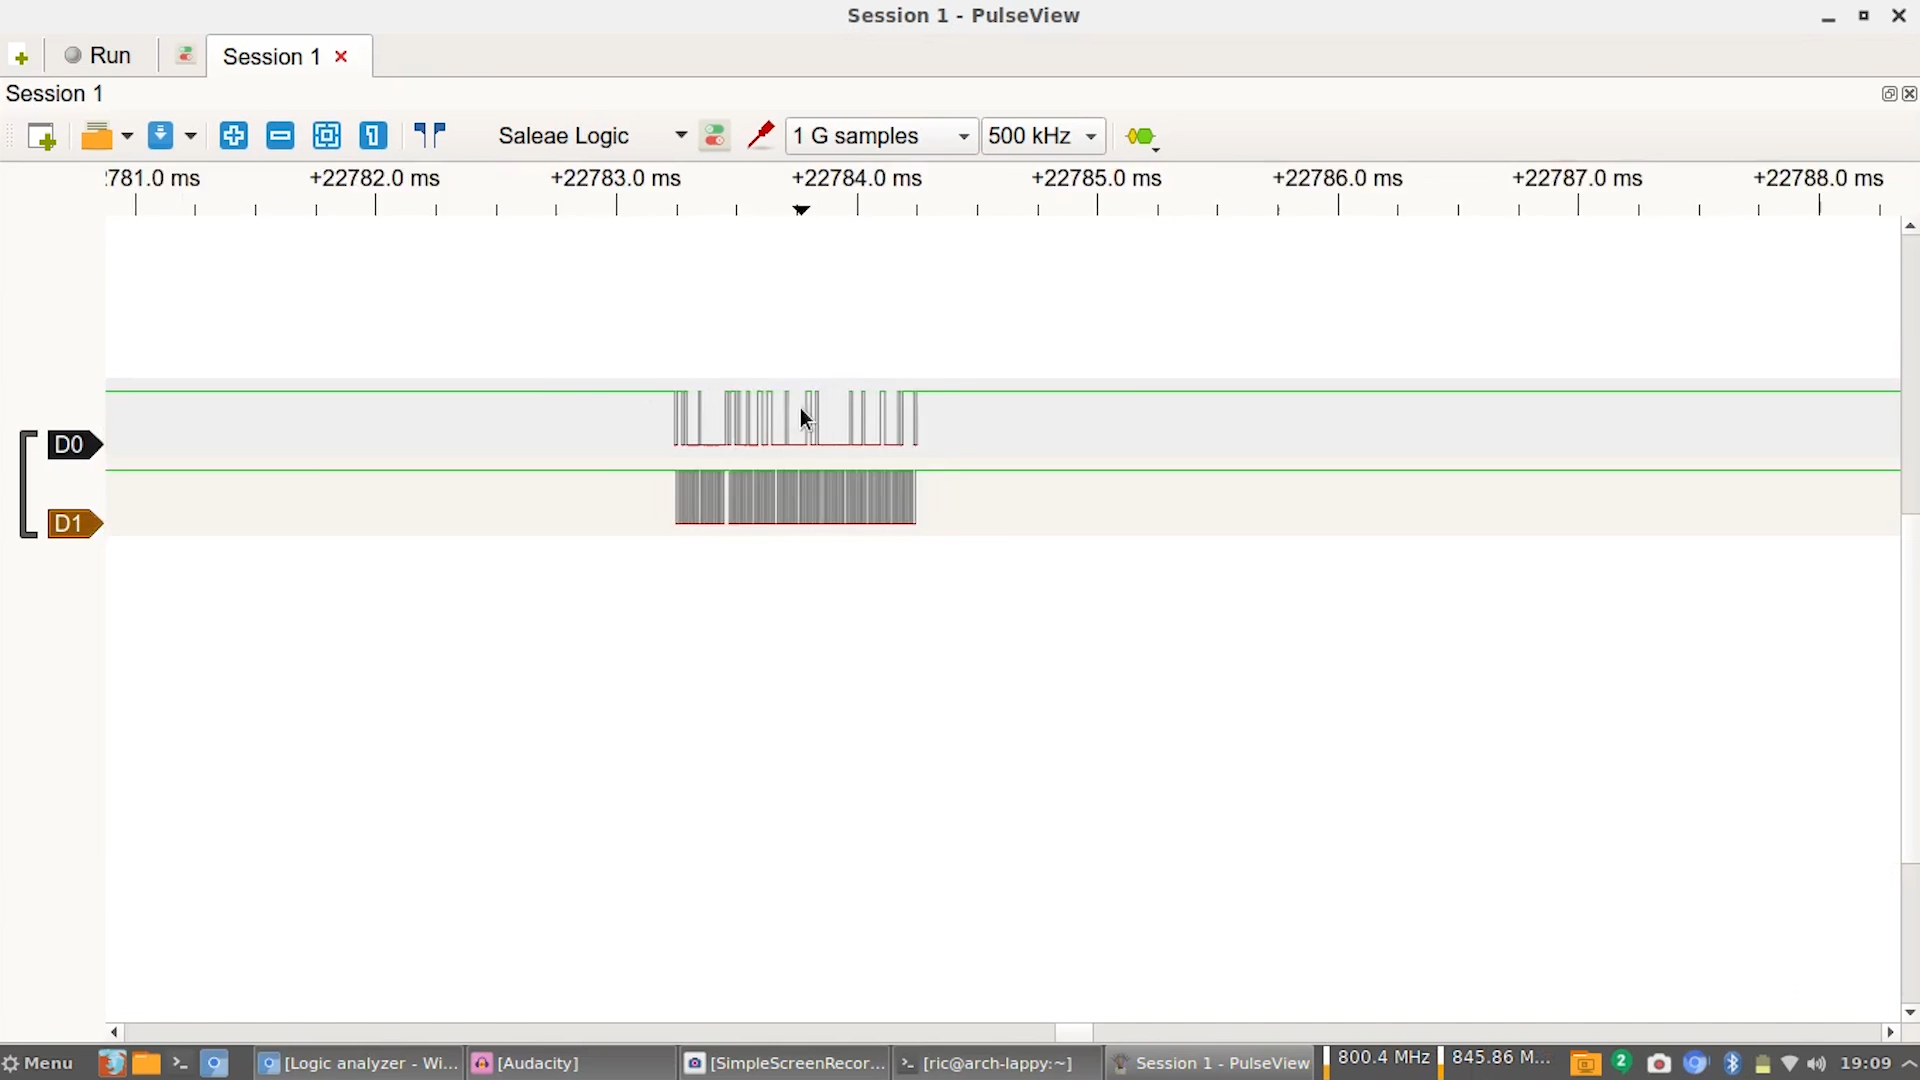 Session 1 - PulseView
Run
Session 1
Session 1
Saleae Logic
1 G samples
500 kHz
781.0 ms
+22782.0 ms
+22783.0 ms
+22784.0 ms
+22785.0 ms
+22786.0 ms
+22787.0 ms
+22788.0 ms
D0
D1
Menu
[Logic analyzer - Wi...
[Audacity]
[SimpleScreenRecor...
[ric@arch-lappy:~]
Session 1 - PulseView
800.4 MHz
845.86 M...
2
19:09